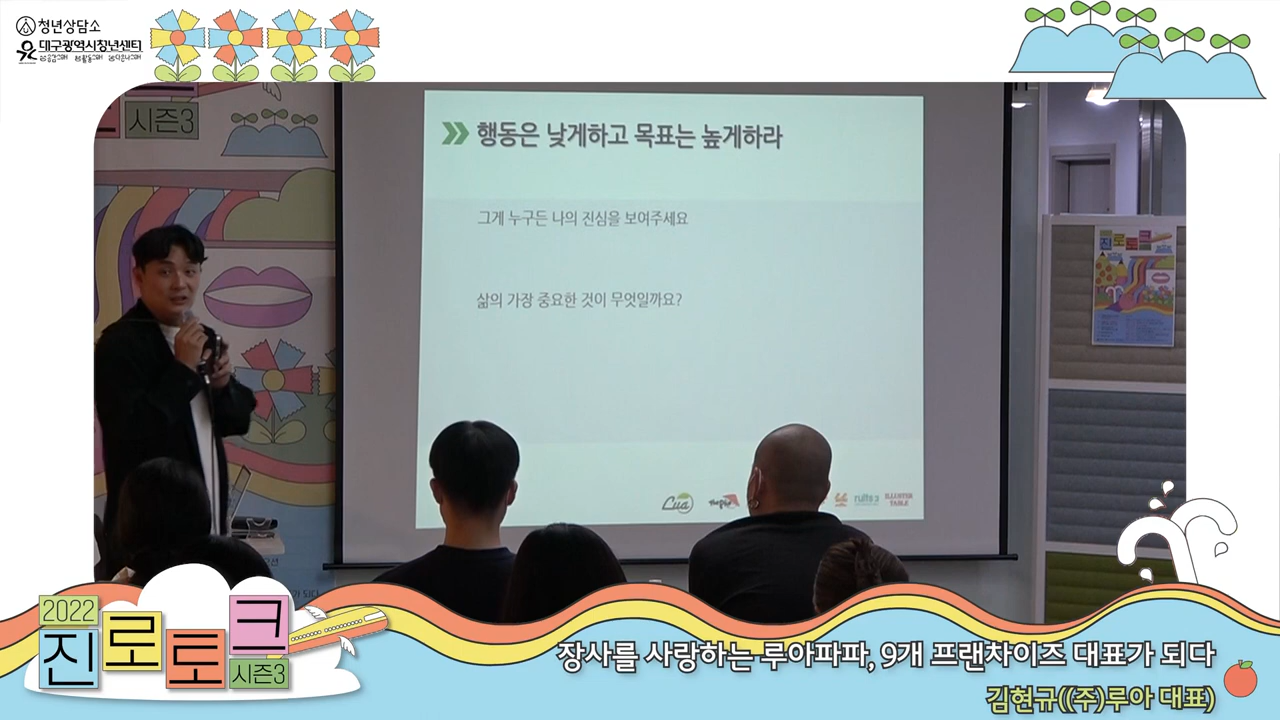 청년상담소
대구광역시청년센터
시즌3
행동은 낮게하고 목표는 높게하라
그게 누구든 나의 진심을 보여주세요
삶의 가장 중요한 것이 무엇일까요?
Lua
진로토크
2022
진로토크
시즌3
장사를 사랑하는 루아파파, 9개 프랜차이즈 대표가 되다
김현규((주)루아 대표)